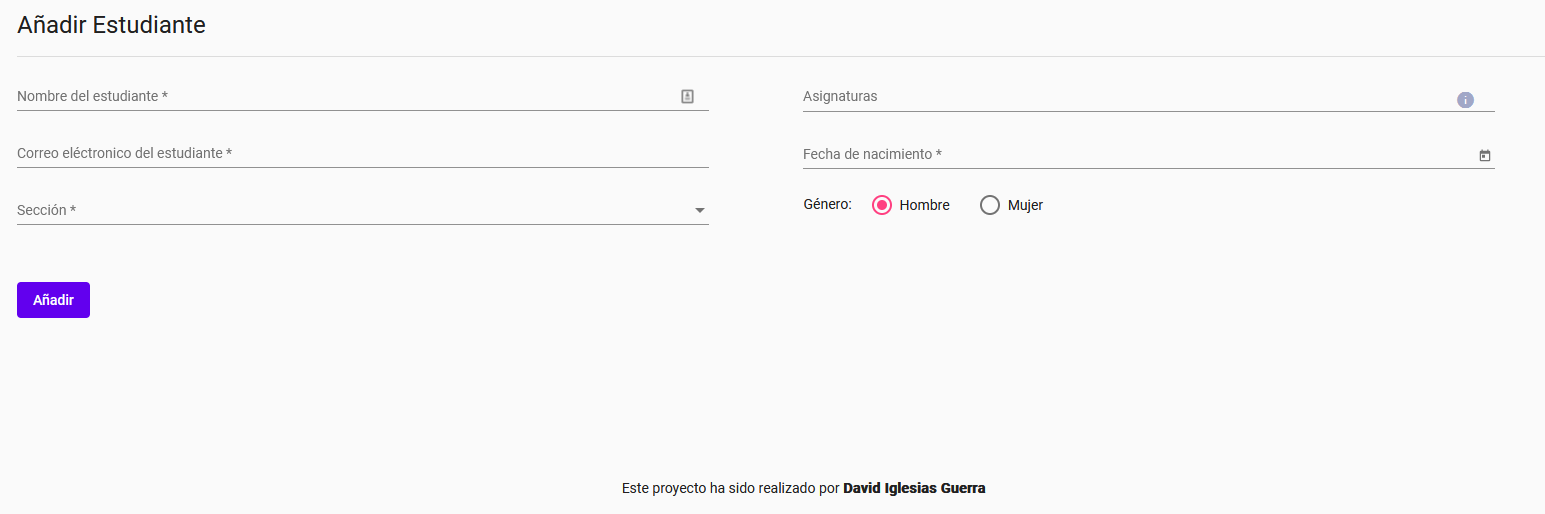 Añadir Estudiante
Nombre del estudiante *
Asignaturas
Correo eléctronico del estudiante *
Fecha de nacimiento *
Sección *
Género: Hombre Mujer
Añadir
Este proyecto ha sido realizado por David Iglesias Guerra